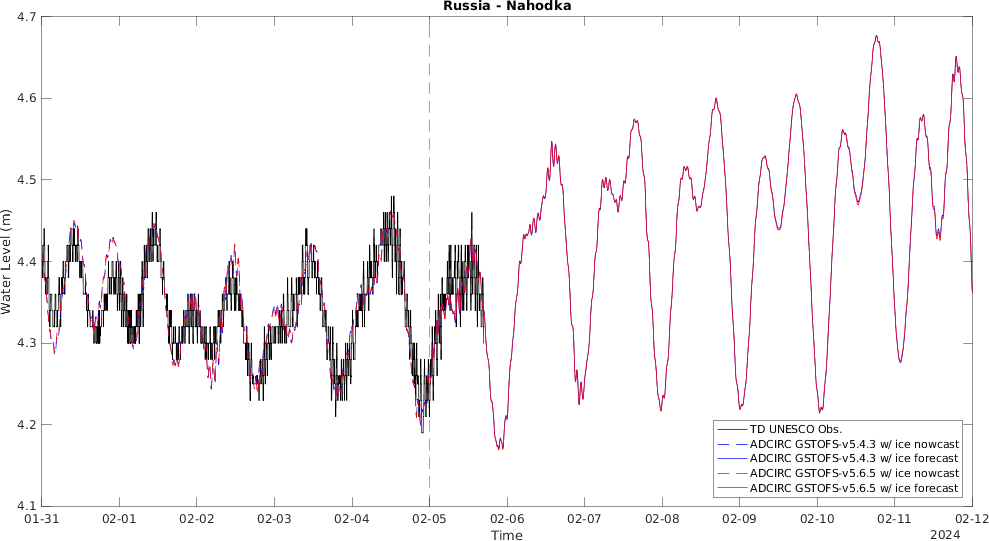 Russia - Nahodka
Water Level (m)
4.7
4.6
4.5
4.4
4.3
4.2
4.1
01-31
02-01
02-02
02-03
02-04
02-05
02-06
02-07
02-08
02-09
02-10
02-11
02-12
Time
2024
TD UNESCO Obs.
ADCIRC GSTOFS-v5.4.3 w/ ice nowcast
ADCIRC GSTOFS-v5.4.3 w/ ice forecast
ADCIRC GSTOFS-v5.6.5 w/ ice nowcast
ADCIRC GSTOFS-v5.6.5 w/ ice forecast